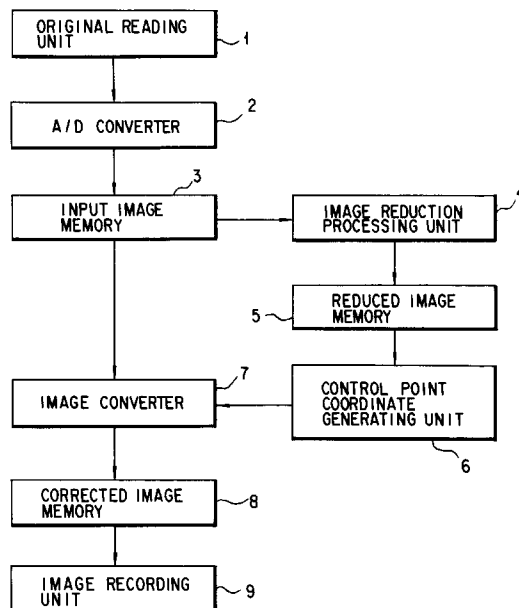 ORIGINAL READING
UNIT
1
2
A/D CONVERTER
3
INPUT IMAGE
MEMORY
4
IMAGE REDUCTION
PROCESSING UNIT
5
REDUCED IMAGE
MEMORY
7
IMAGE CONVERTER
CONTROL POINT
COORDINATE
GENERATING UNIT
6
CORRECTED IMAGE
MEMORY
8
IMAGE RECORDING
UNIT
9